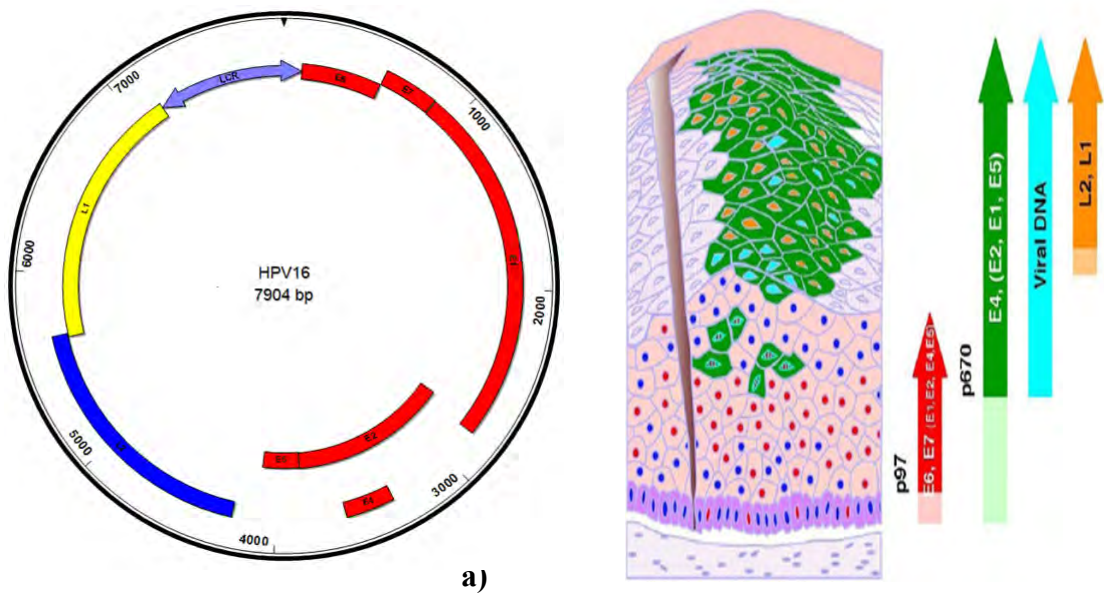 7000
LCR
E6
E7
1000
L1
E1
6000
HPV16
7904 bp
2000
L2
5000
E2
E5
E4
3000
4000
a)
p97
E6, E7 (E1, E2, E4, E5)
p670
E4, (E2, E1, E5)
Viral DNA
L2, L1